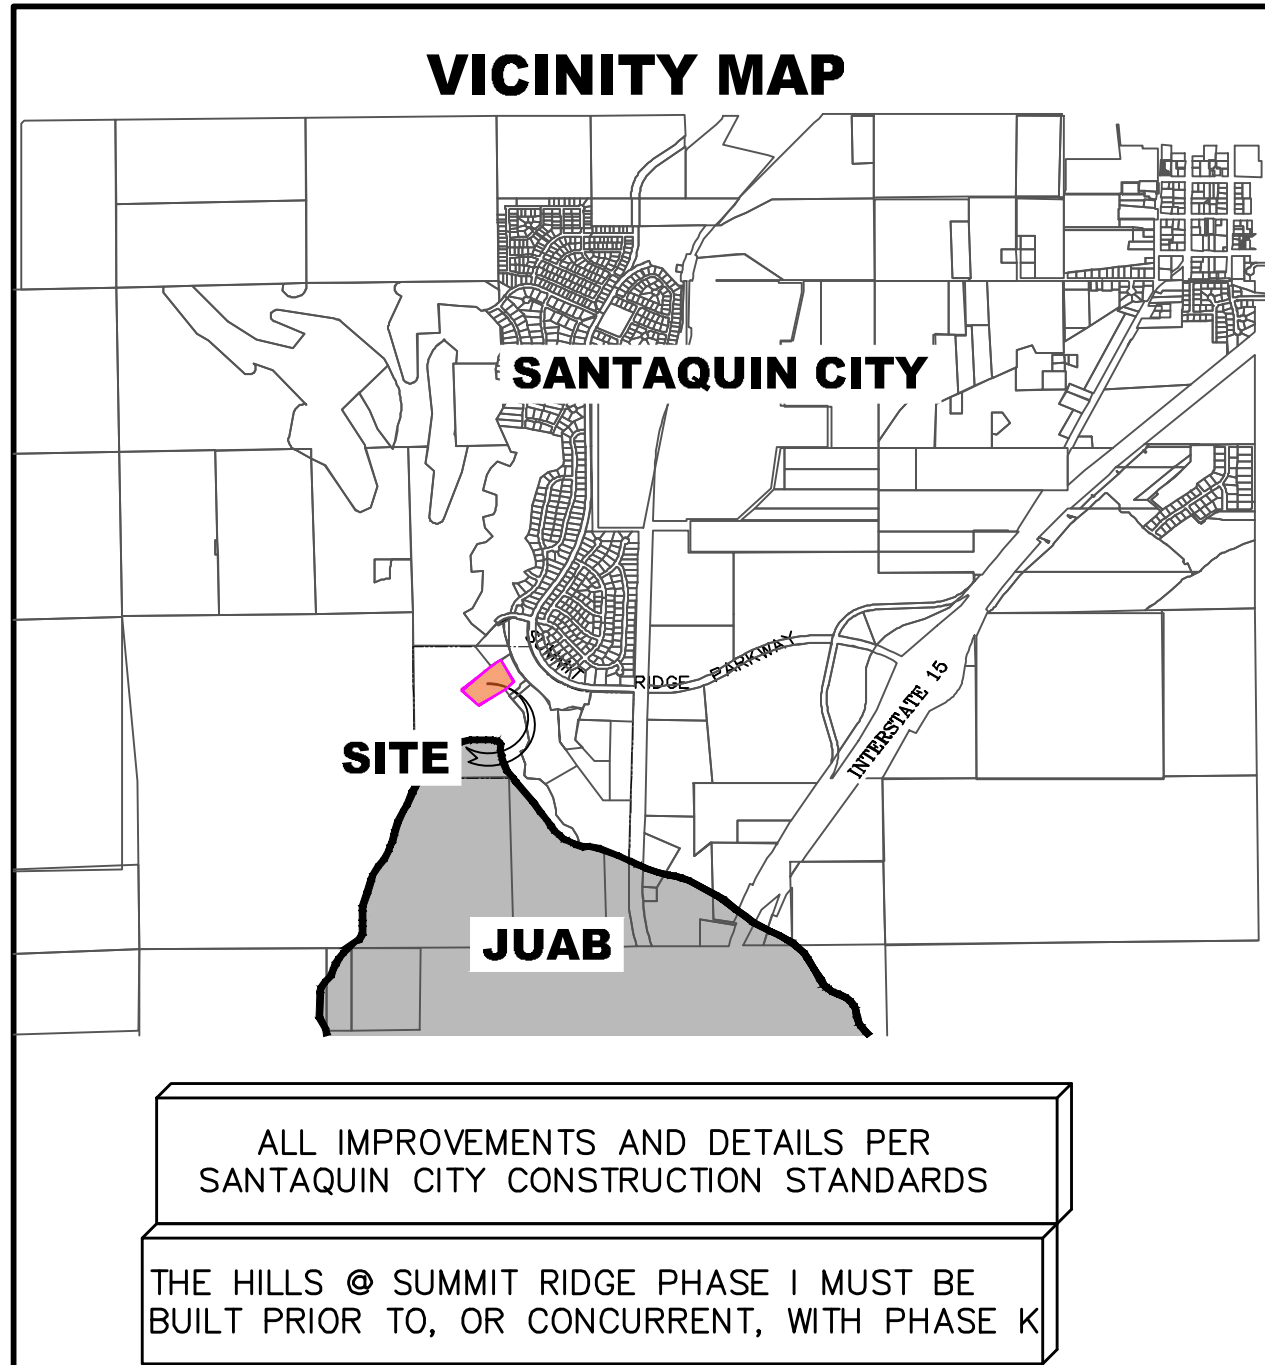 VICINITY MAP
SANTAQUIN CITY
SUMMIT RIDGE PARKWAY
INTERSTATE 15
SITE
JUAB
ALL IMPROVEMENTS AND DETAILS PER
SANTAQUIN CITY CONSTRUCTION STANDARDS
THE HILLS @ SUMMIT RIDGE PHASE I MUST BE
BUILT PRIOR TO, OR CONCURRENT, WITH PHASE K